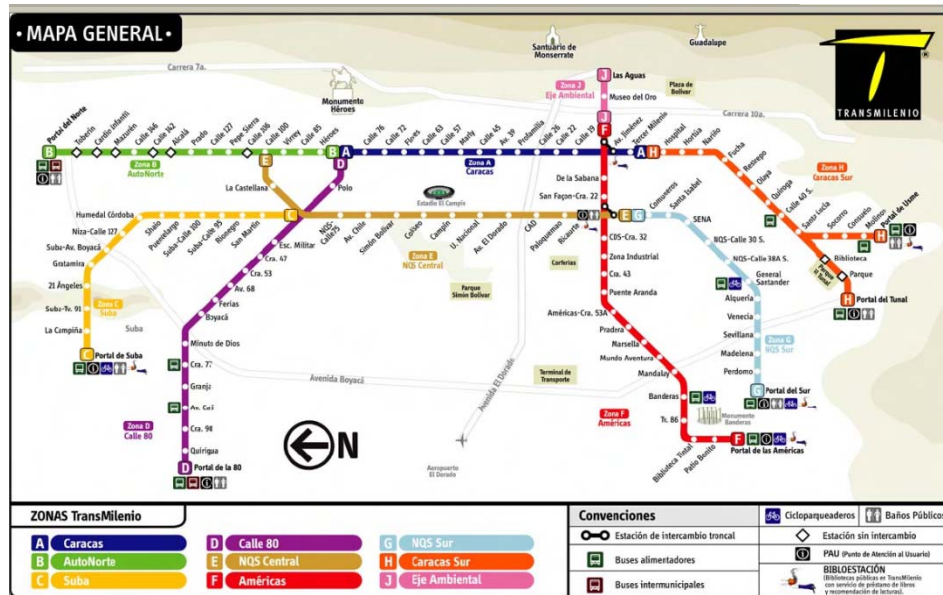 • MAPA GENERAL •
Santuario de
Monserrate
Guadalupe
TRANSMILENIO
Carrera 7a.
Carrera 10a.
Monumento
Héroes
Zona J
Eje Ambiental
J
las Aguas
Museo del Oro
J
F
Plaza de
Bolívar
B
Portal del Norte
Toberín
Cardio Infantil
Mazurén
Calle 146
Calle 142
Alcalá
Prado
Calle 127
Pepe Sierra
Calle 106
Calle 100
Virrey
Calle 85
Héroes
B
A
Calle 76
Calle 72
Flores
Calle 63
Calle 57
Marly
Calle 45
Av. 39
Profamilia
Calle 26
Calle 22
Calle 19
Av. Jiménez
Tercer Milenio
A
H
Hospital
Hortúa
Nariño
Fucha
Restrepo
Olaya
Quiroga
Calle 40 S.
Santa Lucía
Socorro
Consuelo
Molinos
Portal de Usme
H
Biblioteca
Parque
Parque
El Tunal
H
Portal del Tunal
Zona B
AutoNorte
Zona A
Caracas
Zona H
Caracas Sur
E
La Castellana
D
Polo
Estadio El Campín
De la Sabana
San Façon-Cra. 22
Humedal Córdoba
Niza-Calle 127
Suba-Av. Boyacá
Gratamira
21 Ángeles
Suba-Tv. 91
La Campiña
C
Portal de Suba
Shaio
Puentelargo
Suba-Calle 100
Suba-Calle 95
Rionegro
San Martín
C
Zona C
Suba
Suba
NQS-
Calle75
Av. Chile
Simón Bolívar
Coliseo
Campín
U. Nacional
Av. El Dorado
CAD
Paloquemao
Ricaurte
E
G
Comuneros
Santa Isabel
SENA
NQS-Calle 30 S.
NQS-Calle 38A S.
General
Santander
Alquería
Venecia
Sevillana
Madelena
Perdomo
G
Portal del Sur
Zona G
NQS Sur
Zona E
NQS Central
Corferias
Parque
Simón Bolívar
CDS-Cra. 32
Zona Industrial
Cra. 43
Puente Aranda
Américas-Cra. 53A
Pradera
Marsella
Mundo Aventura
Mandalay
Banderas
Tv. 86
Biblioteca Tintal
Patio Bonito
F
Portal de las Américas
Monumento
Banderas
Zona F
Américas
Terminal de
Transporte
Avenida Boyacá
Avenida El Dorado
Aeropuerto
El Dorado
Esc. Militar
Cra. 47
Cra. 53
Av. 68
Ferias
Boyacá
Minuto de Dios
Cra. 77
Granja
Av. Cali
Cra. 98
Quirigua
D
Portal de la 80
Zona D
Calle 80
N
ZONAS TransMilenio
A Caracas
B AutoNorte
C Suba
D Calle 80
E NQS Central
F Américas
G NQS Sur
H Caracas Sur
J Eje Ambiental
Convenciones
Estación de intercambio troncal
Buses alimentadores
Buses intermunicipales
Cicloparqueaderos
Baños Públicos
Estación sin intercambio
PAU (Punto de Atención al Usuario)
BIBLOESTACIÓN
(Bibliotecas públicas en TransMilenio
con servicio de préstamo de libros
y recomendación de lecturas).